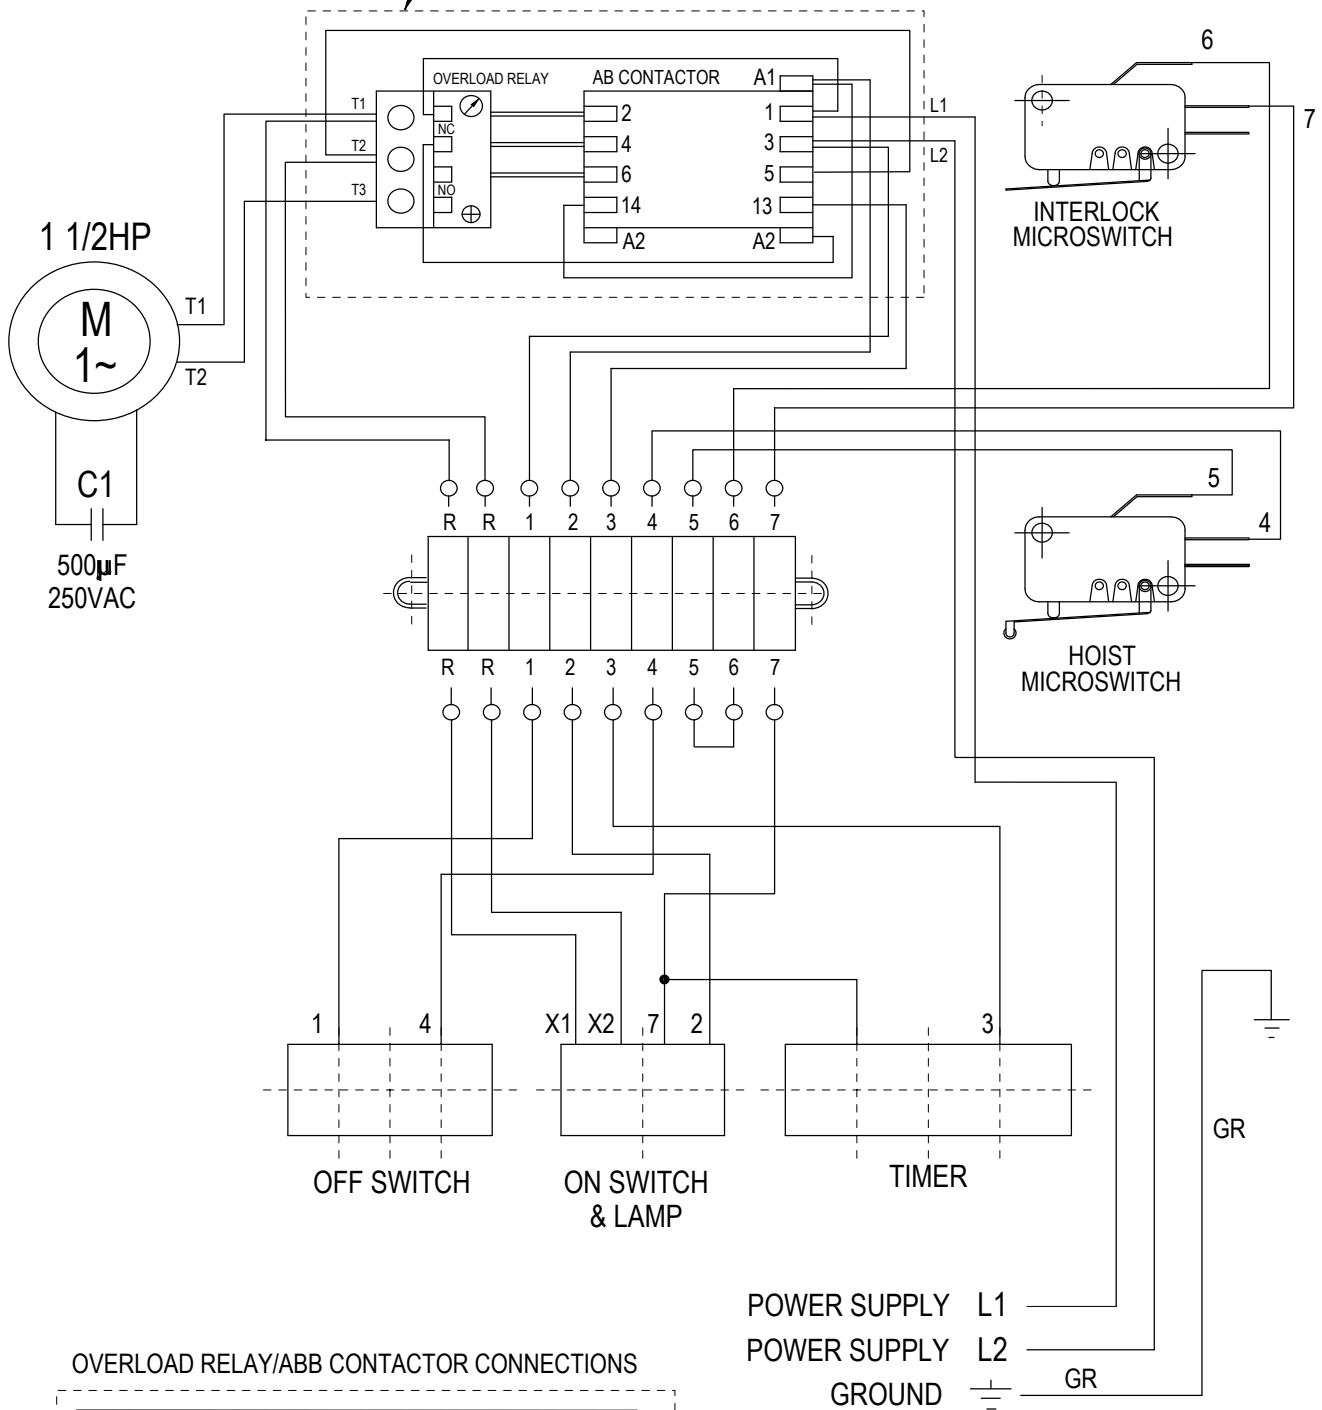 6
OVERLOAD RELAY
AB CONTACTOR
A1
T1
2
1
L1
7
NC
T2
4
3
L2
6
5
T3
NO
14
13
INTERLOCK
MICROSWITCH
A2
A2
1 1/2HP
M
1~
T1
T2
C1
500µF
250VAC
5
4
R R 1 2 3 4 5 6 7
R R 1 2 3 4 5 6 7
HOIST
MICROSWITCH
1
4
X1
X2
7
2
3
OFF SWITCH
ON SWITCH
& LAMP
TIMER
GR
POWER SUPPLY L1
POWER SUPPLY L2
GROUND
GR
OVERLOAD RELAY/ABB CONTACTOR CONNECTIONS